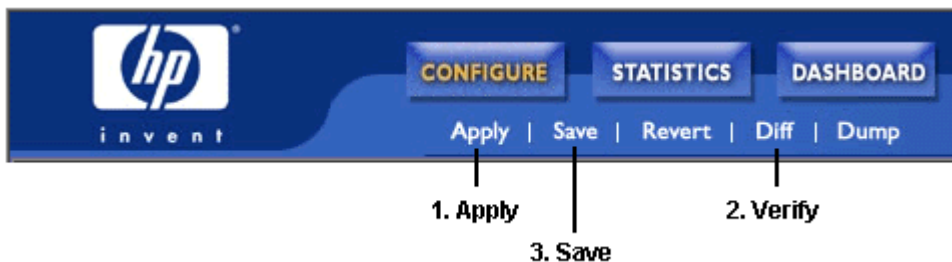 hp
invent
CONFIGURE STATISTICS DASHBOARD
Apply | Save | Revert | Diff | Dump
1. Apply 2. Verify
3. Save